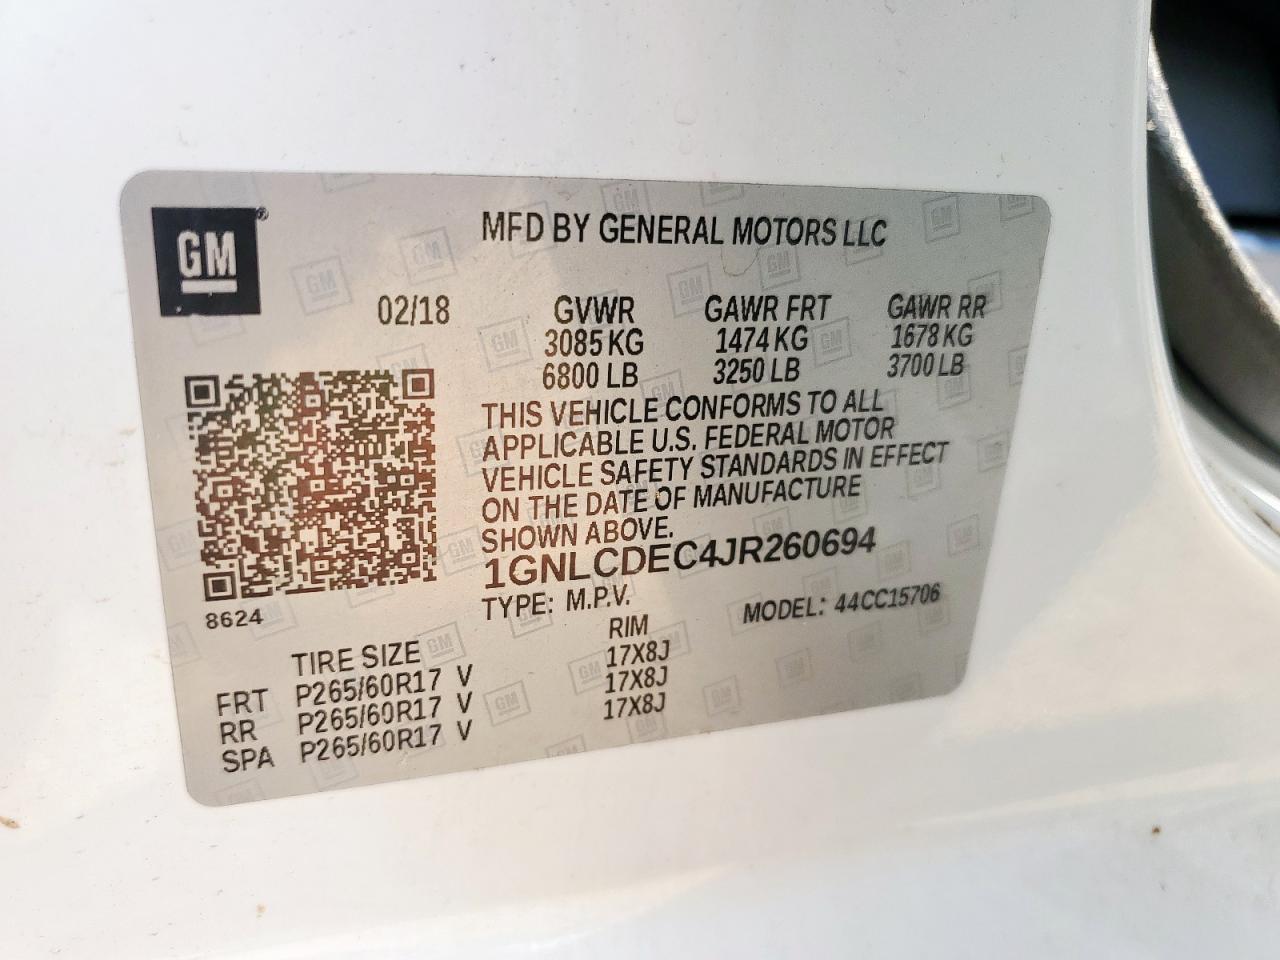 GM®
MFD BY GENERAL MOTORS LLC
02/18 GVWR GAWR FRT GAWR RR
3085 KG 1474 KG 1678 KG
6800 LB 3250 LB 3700 LB
THIS VEHICLE CONFORMS TO ALL
APPLICABLE U.S. FEDERAL MOTOR
VEHICLE SAFETY STANDARDS IN EFFECT
ON THE DATE OF MANUFACTURE
SHOWN ABOVE.
1GNLCDEC4JR260694
TYPE: M.P.V. MODEL: 44CC15706
8624
TIRE SIZE RIM
FRT P265/60R17 V 17X8J
RR P265/60R17 V 17X8J
SPA P265/60R17 V 17X8J